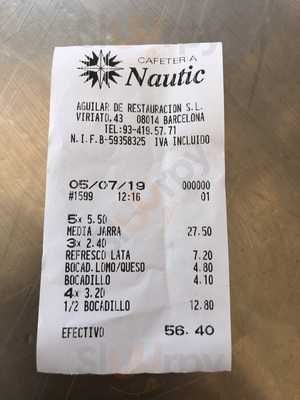 CAFETERIA
Nautic
AGUILAR DE RESTAURACION S.L.
VIRIATO,43 08014 BARCELONA
TEL:93-419.57.71
N.I.F.B-59358325 IVA INCLUIDO
05/07/19 000000
#1599 12:16 01
5x 5.50
MEDIA JARRA 27.50
3x 2.40
REFRESCO LATA 7.20
BOCAD.LOMO/QUESO 4.80
BOCADILLO 4.10
4x 3.20
1/2 BOCADILLO 12.80
EFECTIVO 56.40